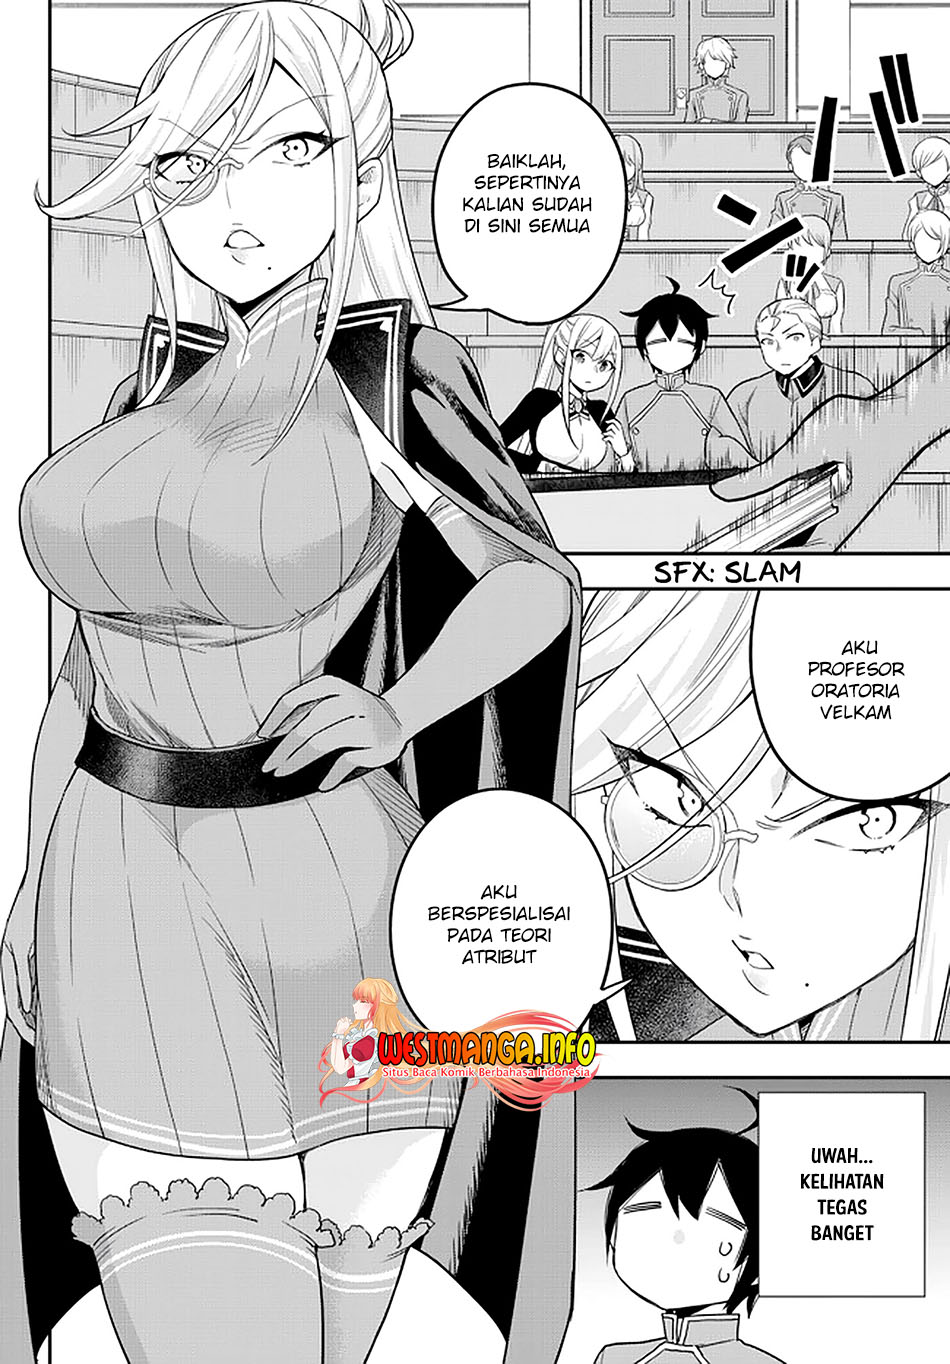 BAIKLAH,
SEPERTINYA
KALIAN SUDAH
DI SINI SEMUA
SFX: SLAM
AKU
PROFESOR
ORATORIA
VELKAM
AKU
BERSPESIALISAI
PADA TEORI
ATRIBUT
WESTMANGA.INFO
Situs Baca Komik Berbahasa Indonesia
UWAH...
KELIHATAN
TEGAS
BANGET